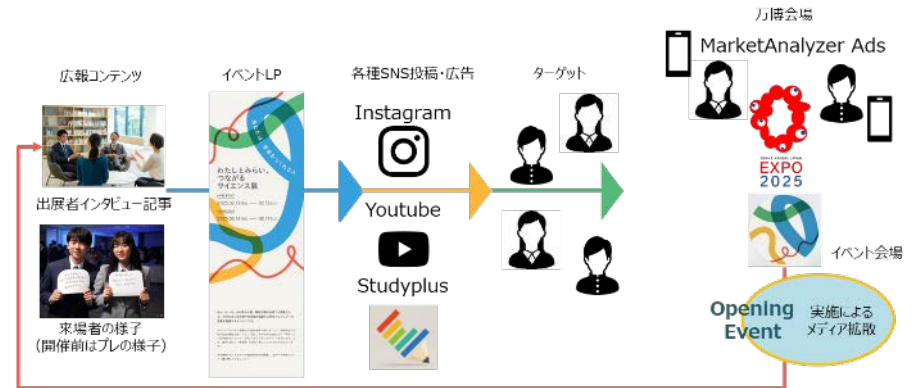 万博会場
MarketAnalyzer Ads
広報コンテンツ
イベントLP
各種SNS投稿・広告
ターゲット
Instagram
わたしとみらい、
つながる
サイエンス展
EXPO
2025
出展者インタビュー記事
Youtube
イベント会場
Studyplus
Opening
Event
実施による
メディア拡散
来場者の様子
(開催前はプレの様子)